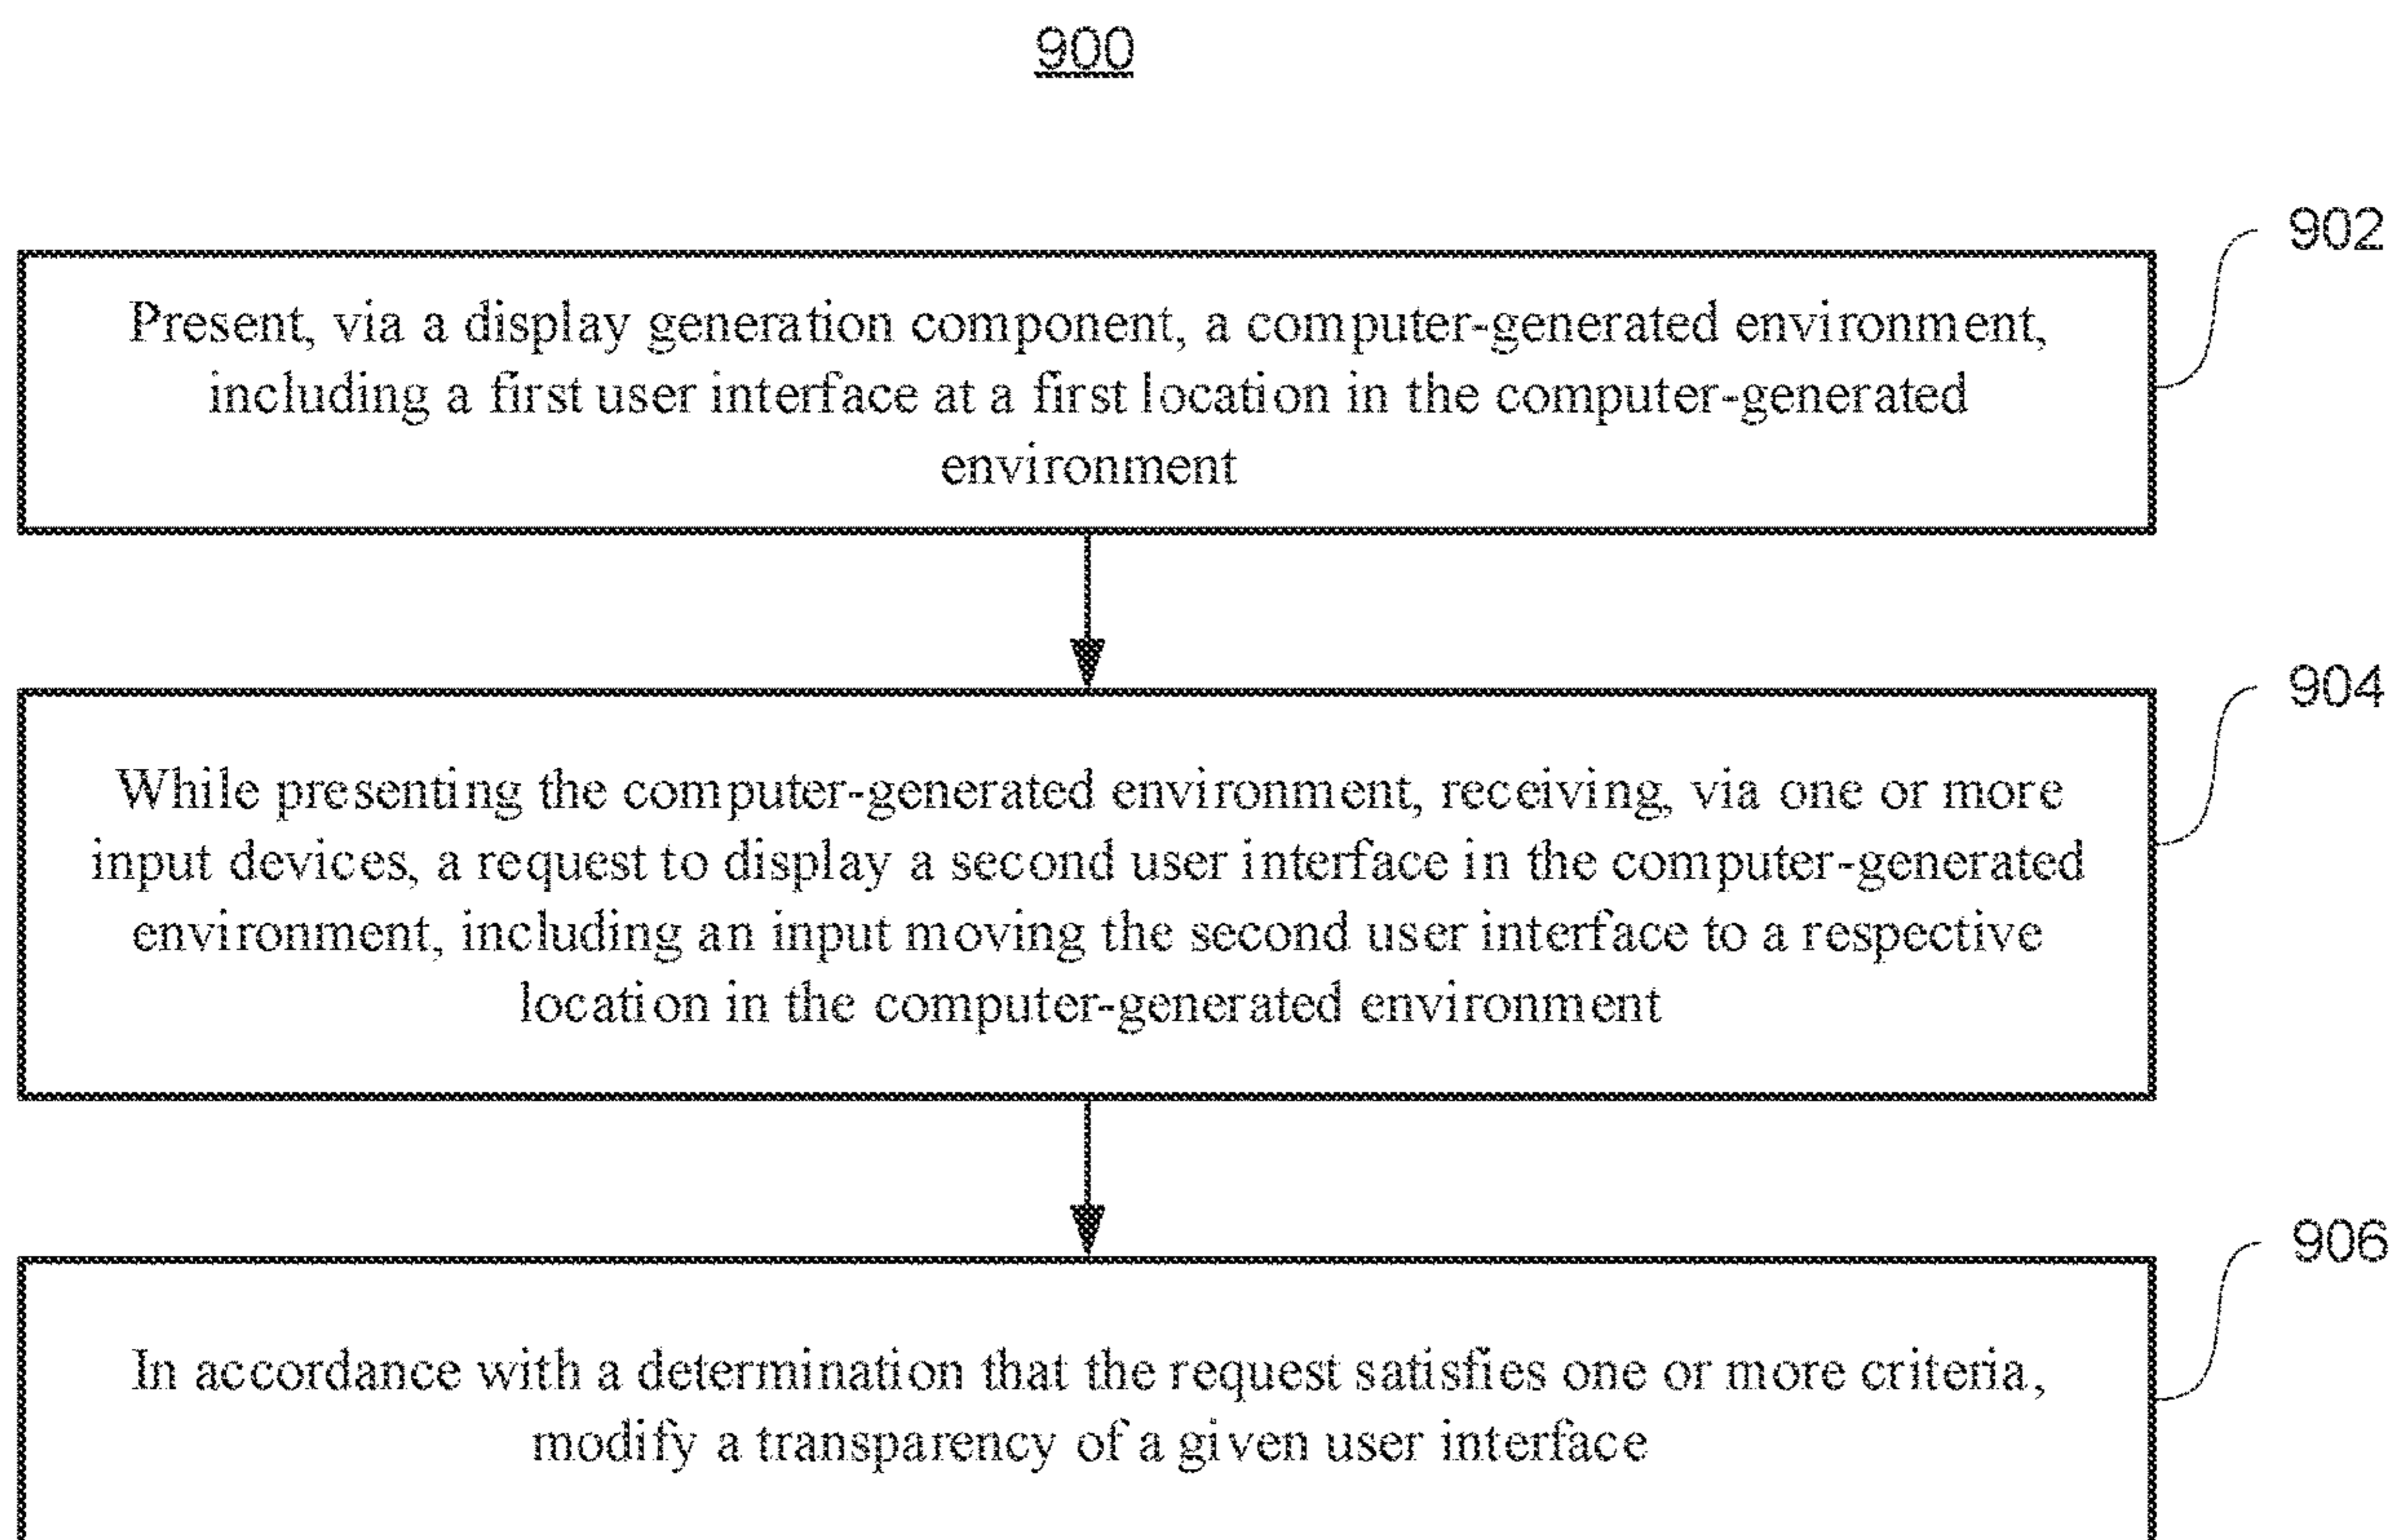 900
902
Present, via a display generation component, a computer-generated environment,
including a first user interface at a first location in the computer-generated
environment
904
While presenting the computer-generated environment, receiving, via one or more
input devices, a request to display a second user interface in the computer-generated
environment, including an input moving the second user interface to a respective
location in the computer-generated environment
906
In accordance with a determination that the request satisfies one or more criteria,
modify a transparency of a given user interface